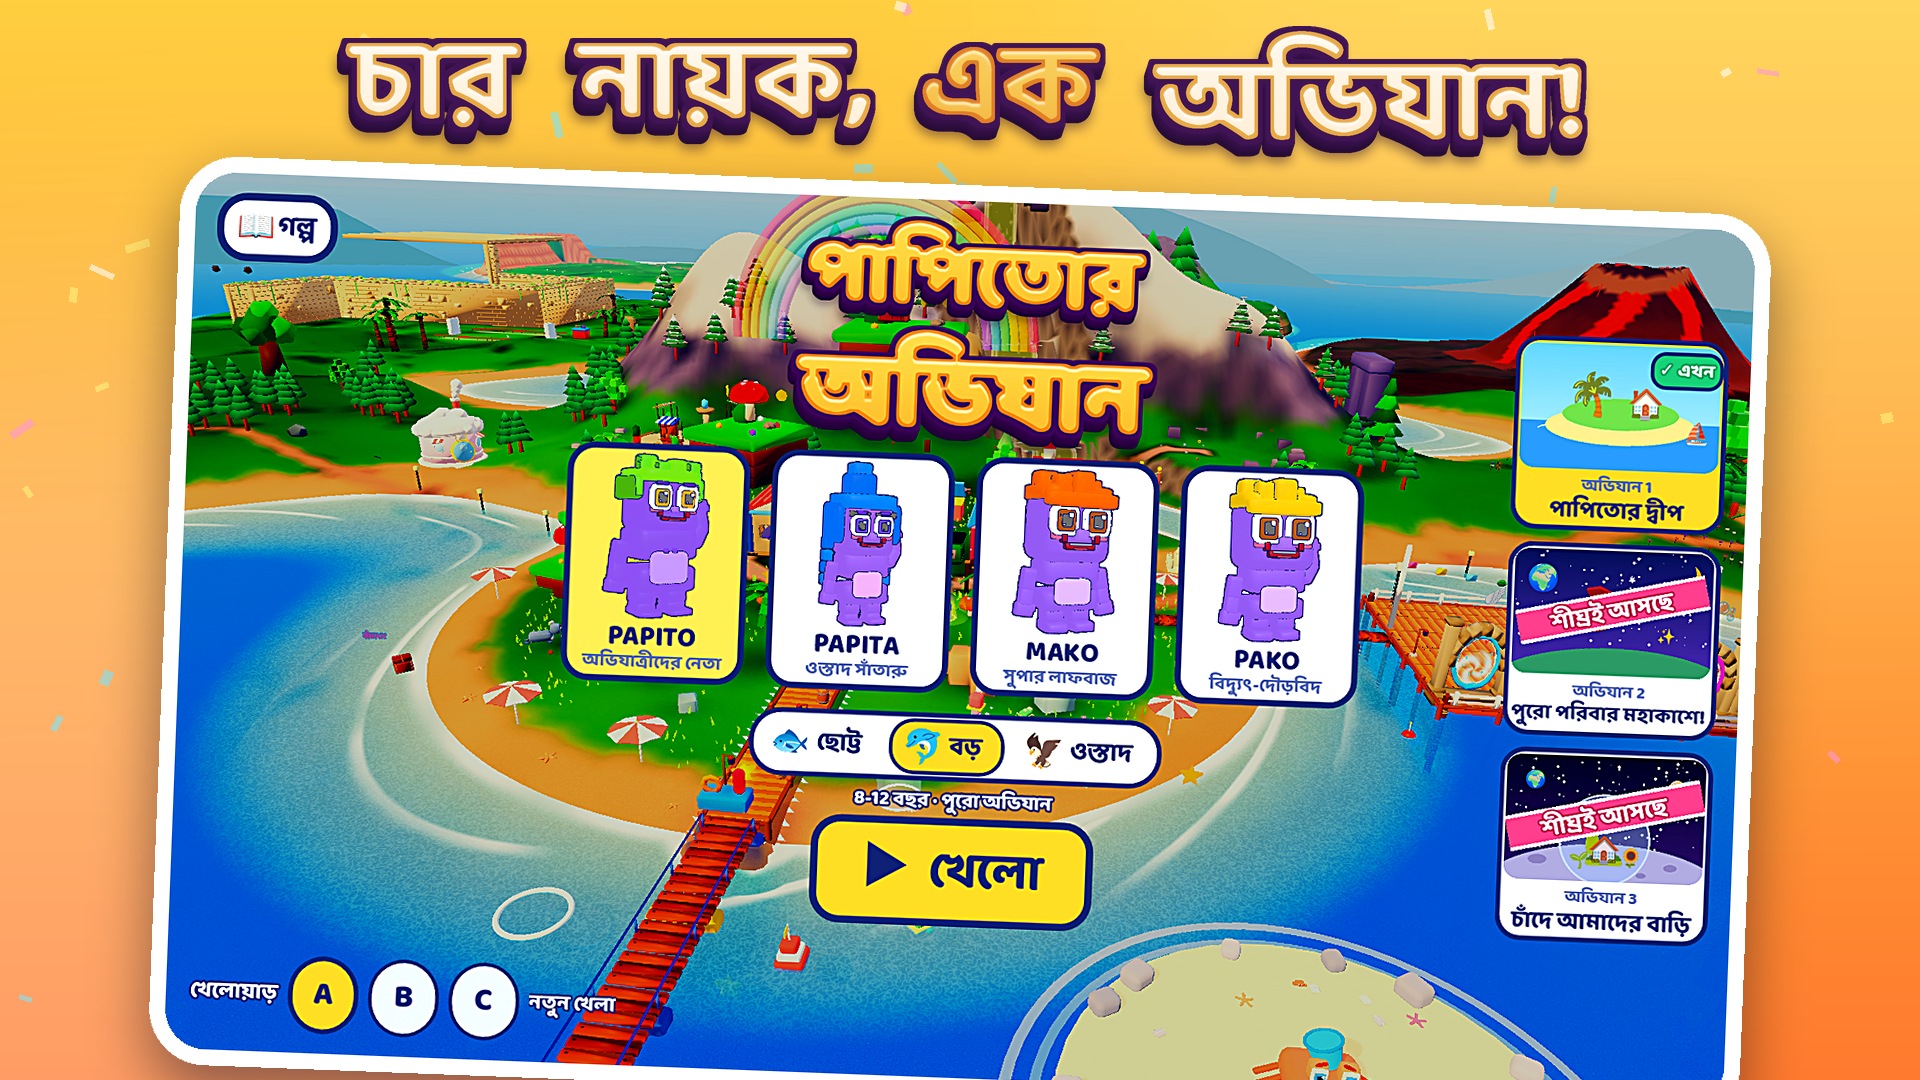 চার নায়ক, এক অভিযান!
📖 গল্প
পাপিতোর
অভিযান
✓ এখন
অভিযান 1
পাপিতোর দ্বীপ
PAPITO
অভিযাত্রীদের নেতা
PAPITA
ওস্তাদ সাঁতারু
MAKO
সুপার লাফবাজ
PAKO
বিদ্যুৎ-দৌড়বিদ
শীঘ্রই আসছে
অভিযান 2
পুরো পরিবার মহাকাশে!
ছোট্ট
বড়
ওস্তাদ
8-12 বছর · পুরো অভিযান
▶ খেলো
শীঘ্রই আসছে
অভিযান 3
চাঁদে আমাদের বাড়ি
খেলোয়াড় A B C নতুন খেলা